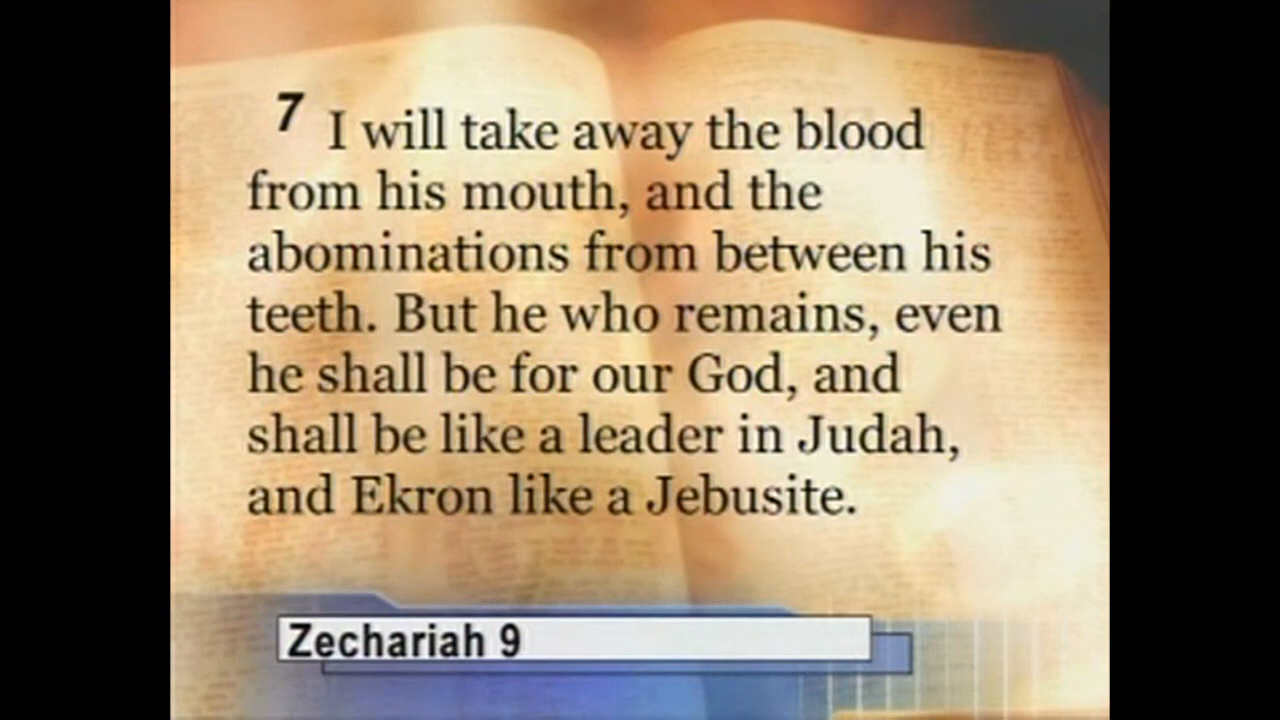 7 I will take away the blood
from his mouth, and the
abominations from between his
teeth. But he who remains, even
he shall be for our God, and
shall be like a leader in Judah,
and Ekron like a Jebusite.
Zechariah 9